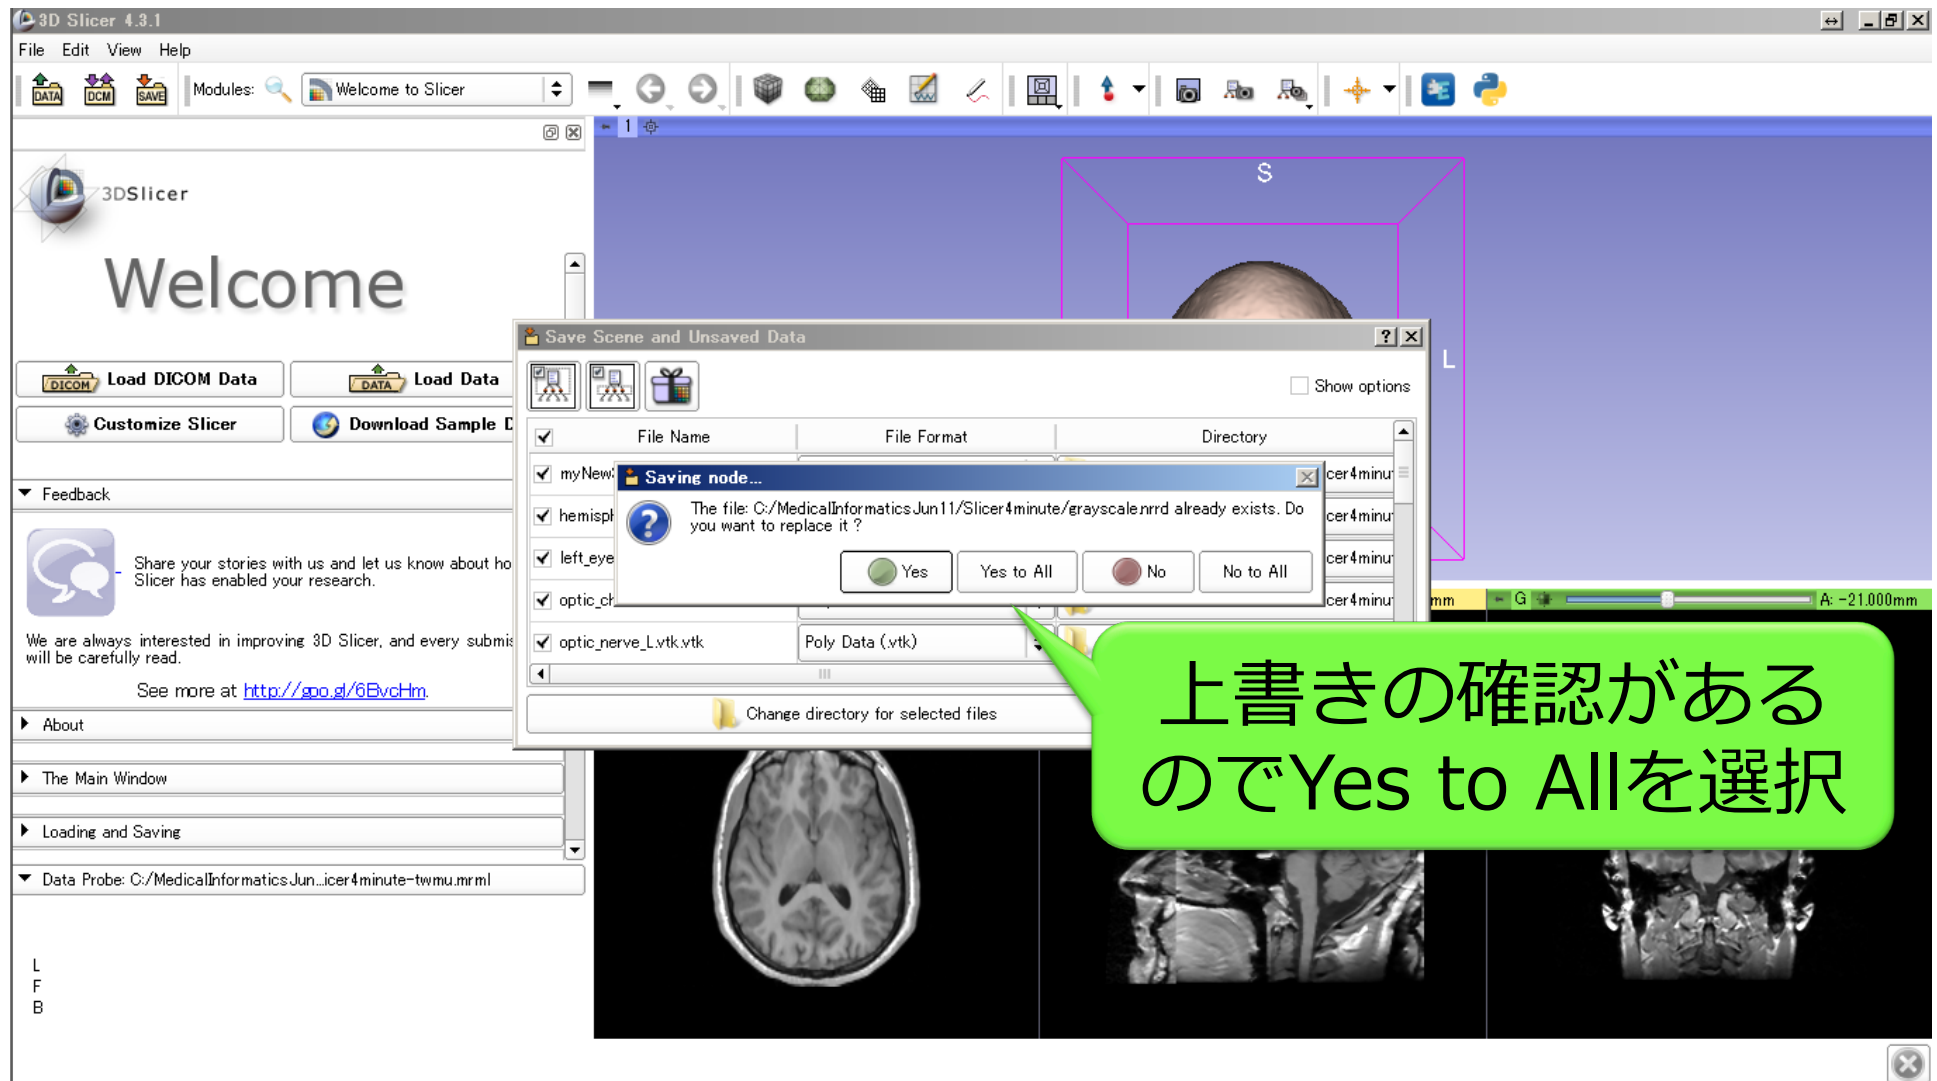 3D Slicer 4.3.1
File Edit View Help
DATA DCM SAVE Modules: Welcome to Slicer
1
3DSlicer
Welcome
S
L
Load DICOM Data
Load Data
Customize Slicer
Download Sample D
Feedback
Share your stories with us and let us know about ho
Slicer has enabled your research.
We are always interested in improving 3D Slicer, and every submis
will be carefully read.
See more at http://goo.gl/6BvcHm.
About
The Main Window
Loading and Saving
Data Probe: C:/MedicalInformaticsJun...icer4minute-twmu.mrml
L
F
B
Save Scene and Unsaved Data
Show options
File Name File Format Directory
myNew
cer4minu
hemisph
cer4minu
left_eye
cer4minu
optic_ch
cer4minu
optic_nerve_L.vtk.vtk Poly Data (.vtk)
Change directory for selected files
Saving node...
The file: C:/MedicalInformaticsJun11/Slicer4minute/grayscale.nrrd already exists. Do
you want to replace it ?
Yes Yes to All No No to All
mm G A: -21.000mm
上書きの確認がある
のでYes to Allを選択